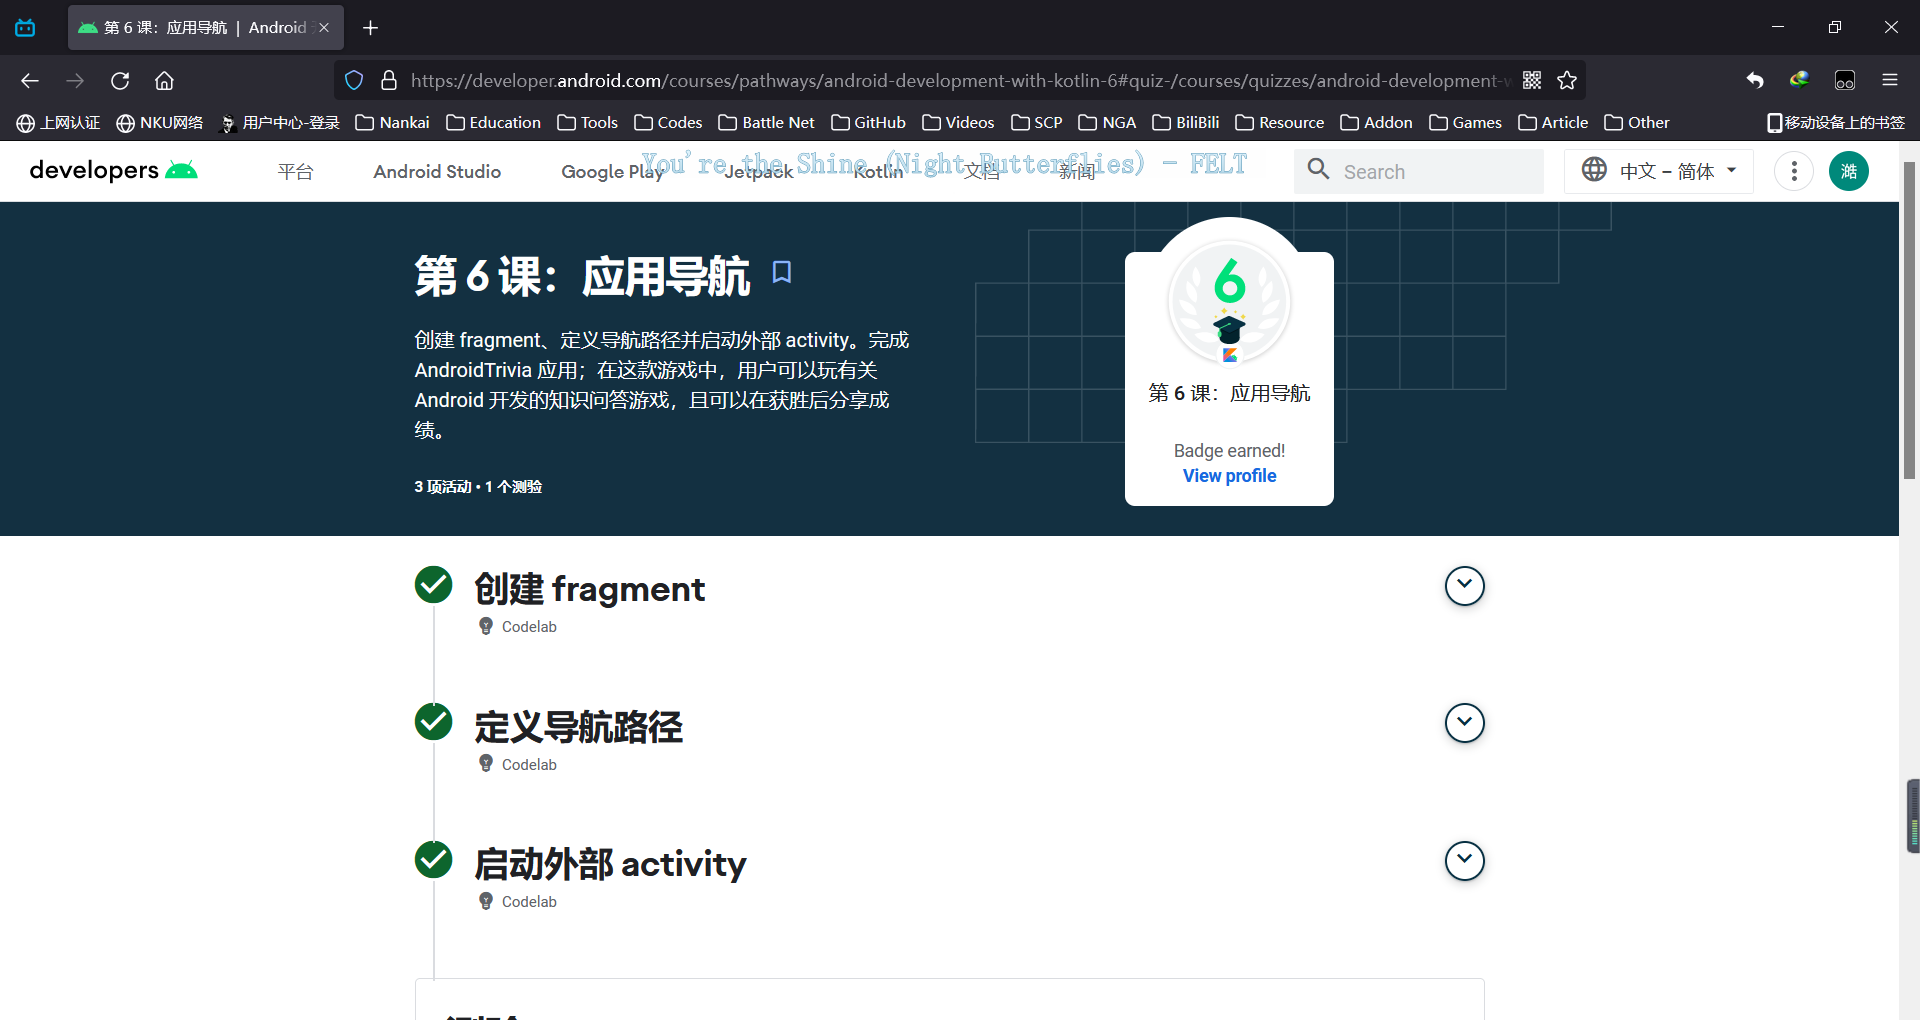 第 6 课：应用导航 | Android
https://developer.android.com/courses/pathways/android-development-with-kotlin-6#quiz-/courses/quizzes/android-development-w
上网认证 NKU网络 用户中心-登录 Nankai Education Tools Codes Battle Net GitHub Videos SCP NGA BiliBili Resource Addon Games Article Other 移动设备上的书签
developers 平台 Android Studio Google Play Jetpack Kotlin 文档 新闻 Search 中文 – 简体 澔
You're the Shine (Night Butterflies) - FELT
第 6 课：应用导航
创建 fragment、定义导航路径并启动外部 activity。完成
AndroidTrivia 应用；在这款游戏中，用户可以玩有关
Android 开发的知识问答游戏，且可以在获胜后分享成
绩。
3 项活动 • 1 个测验
6
第 6 课：应用导航
Badge earned!
View profile
创建 fragment
Codelab
定义导航路径
Codelab
启动外部 activity
Codelab